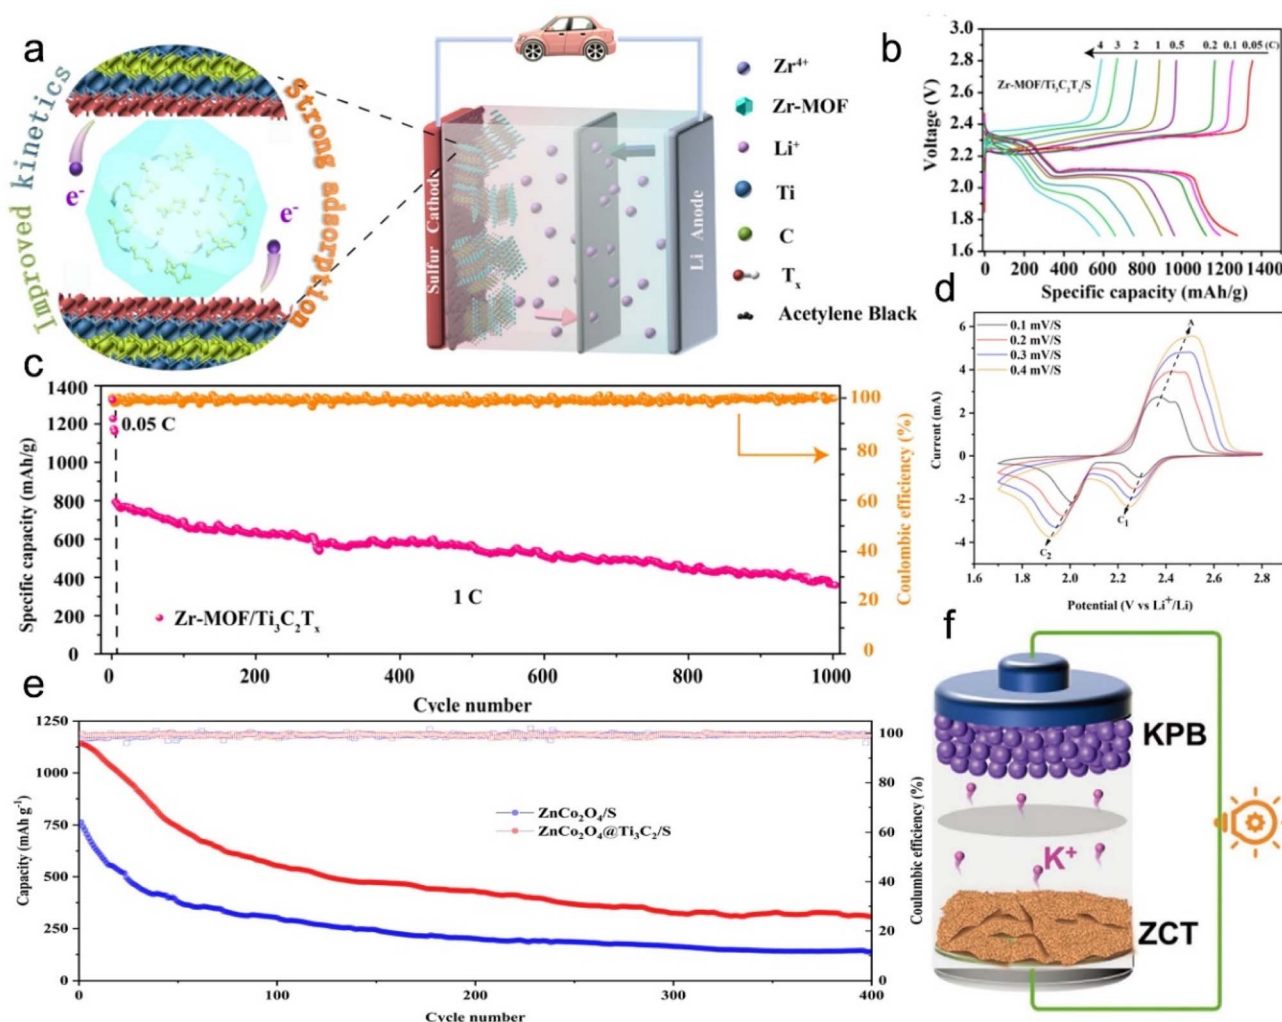 a
Improved kinetics
Strong adsorption
e-
e-
Sulfur Cathode
Li Anode
Zr⁴⁺
Zr-MOF
Li⁺
Ti
C
Tₓ
Acetylene Black
b
4 3 2 1 0.5 0.2 0.1 0.05 (C)
Zr-MOF/Ti₃C₂Tₓ/S
Voltage (V)
3.0
2.8
2.6
2.4
2.2
2.0
1.8
1.6
0 200 400 600 800 1000 1200 1400
Specific capacity (mAh/g)
c
Specific capacity (mAh/g)
1400
1300
1200
1000
800
600
400
200
0
0.05 C
1 C
Zr-MOF/Ti₃C₂Tₓ
100
80
60
40
20
0
Coulombic efficiency (%)
0 200 400 600 800 1000
Cycle number
d
0.1 mV/S
0.2 mV/S
0.3 mV/S
0.4 mV/S
A
C₁
C₂
Current (mA)
6
4
2
0
-2
-4
1.6 1.8 2.0 2.2 2.4 2.6 2.8
Potential (V vs Li⁺/Li)
e
Capacity (mAh g⁻¹)
1250
1000
750
500
250
0
ZnCo₂O₄/S
ZnCo₂O₄@Ti₃C₂/S
100
80
60
40
20
0
Coulumbic efficiency (%)
0 100 200 300 400
Cycle number
f
KPB
K⁺
ZCT